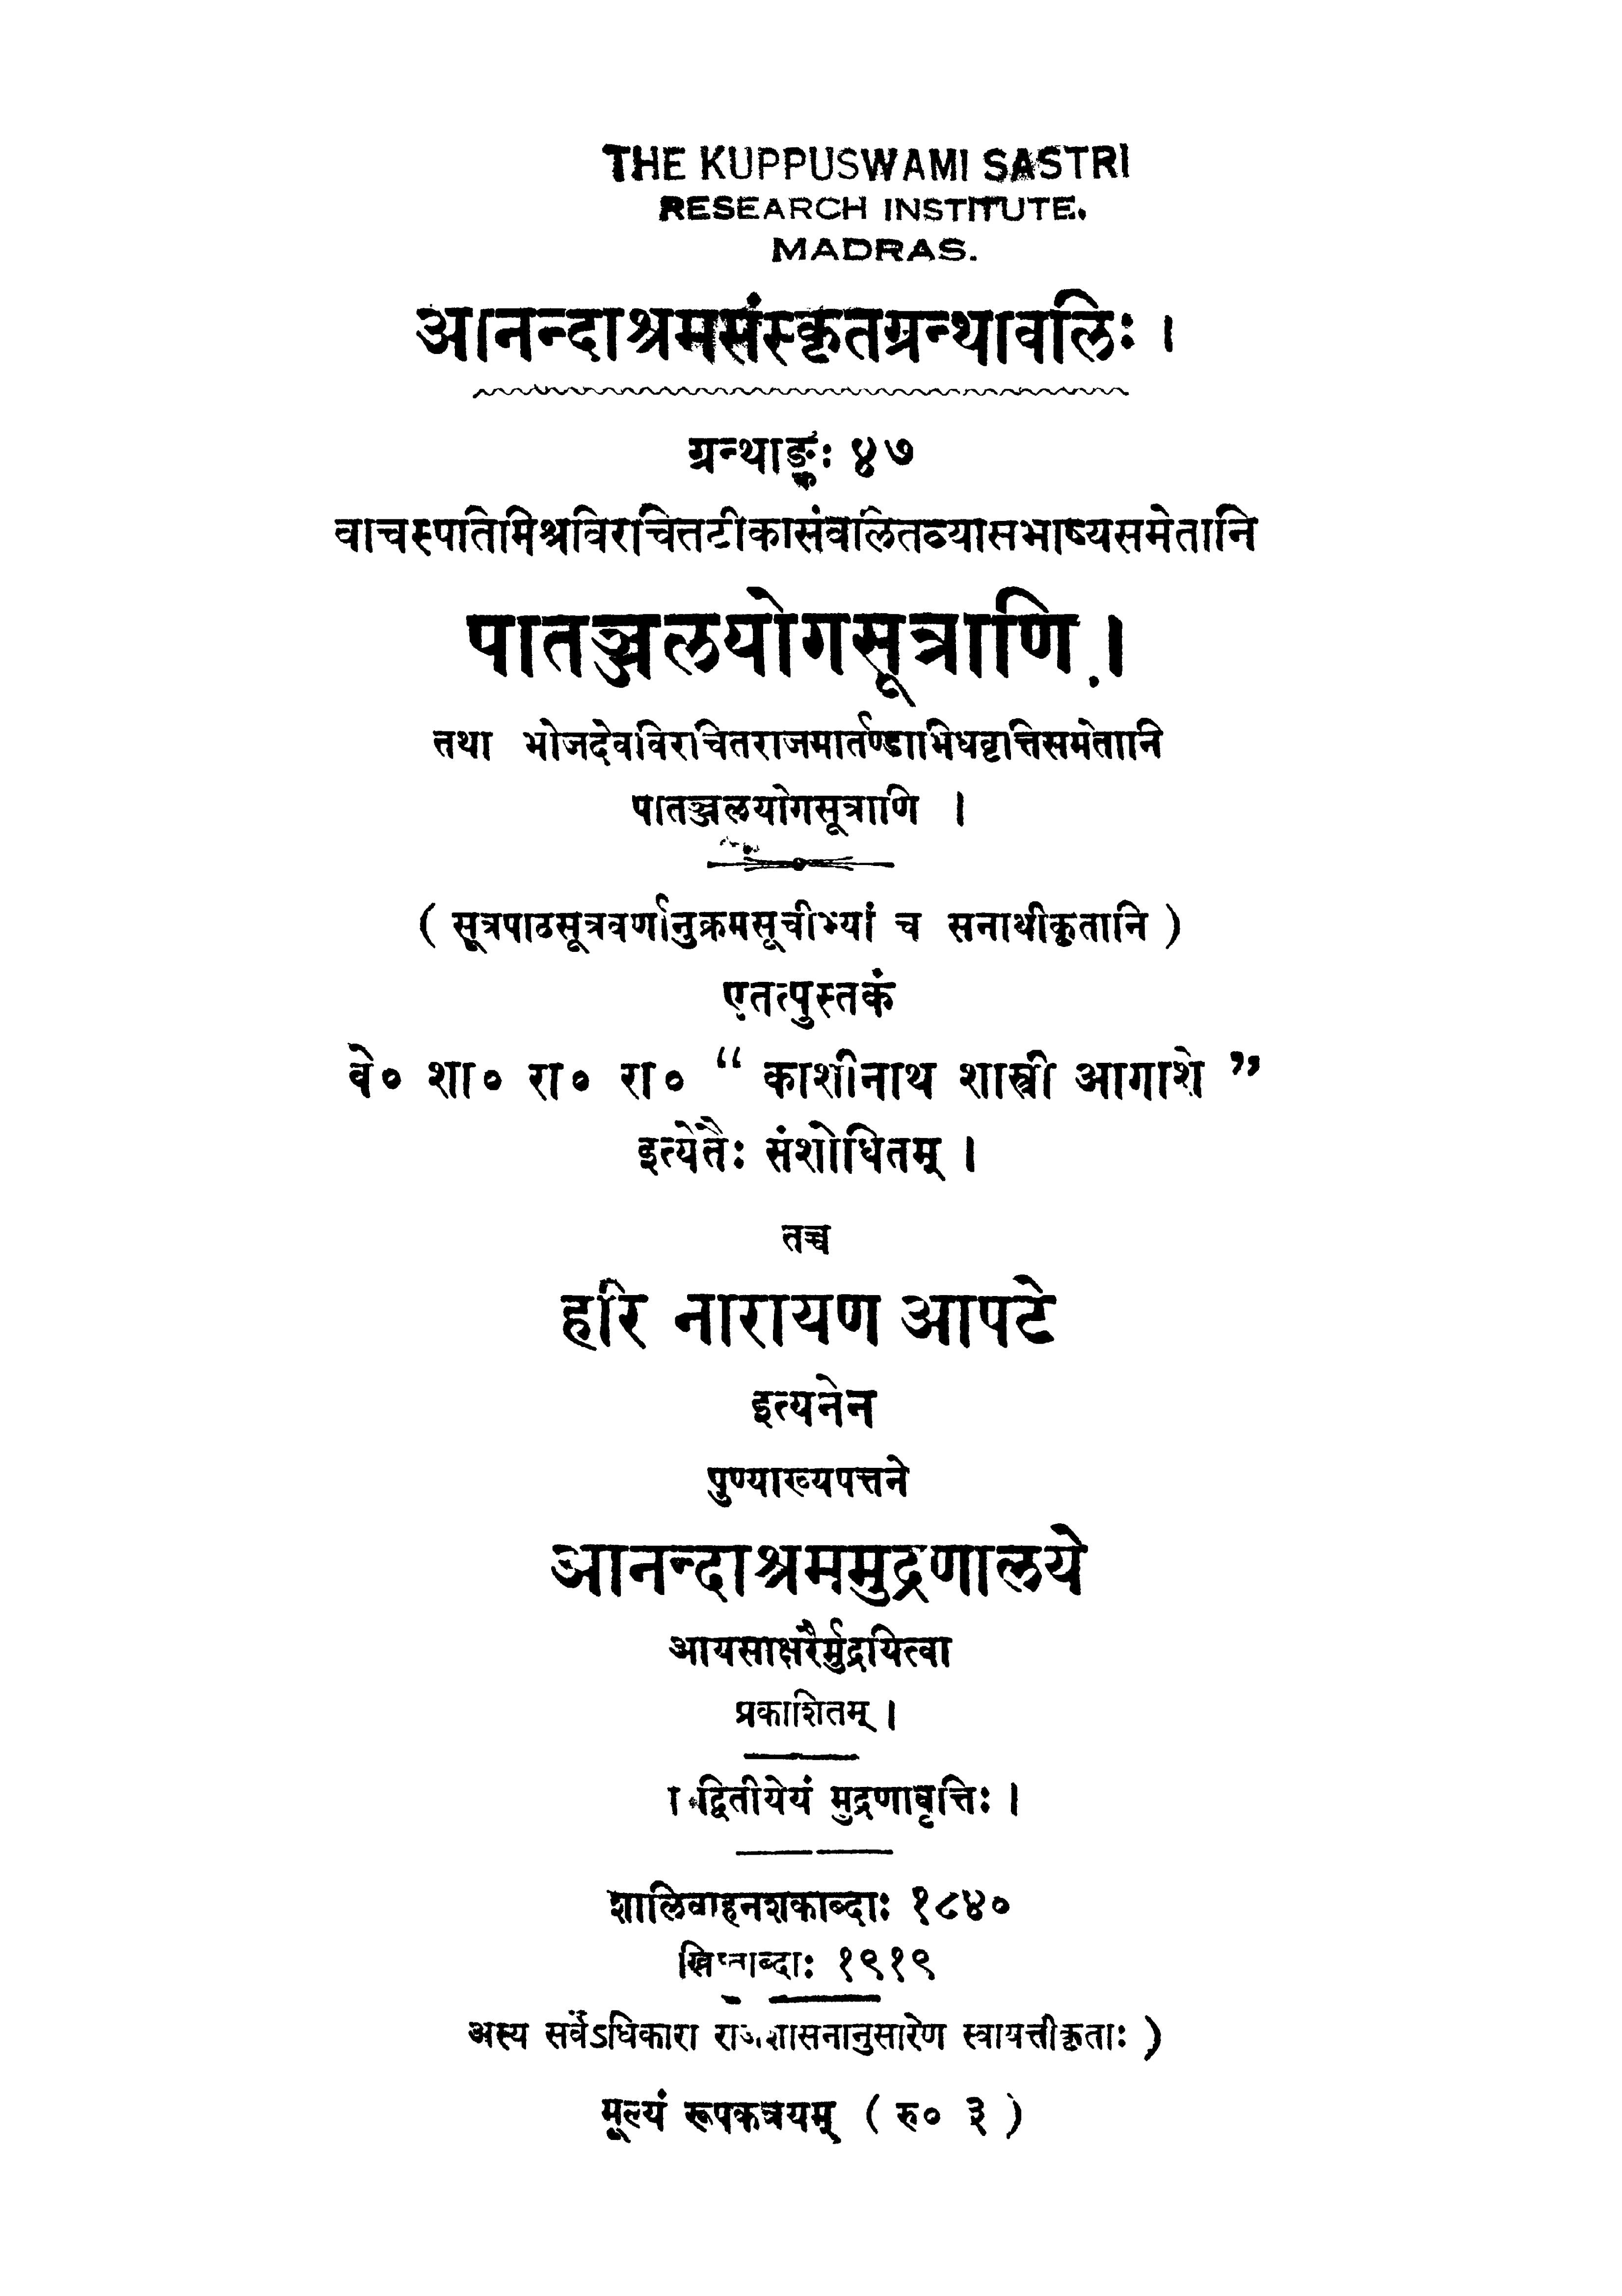 THE KUPPUSWAMI SASTRI
RESEARCH INSTITUTE.
MADRAS.
आनन्दाश्रमसंस्कृतग्रन्थावलिः ।
ग्रन्थाङ्कः ४७
वाचस्पतिमिश्रविरचितटीकासंवलितव्यासभाष्यसमेतानि
पातञ्जलयोगसूत्राणि ।
तथा भोजदेवविरचितराजमार्तण्डाभिधवृत्तिसमेतानि
पातञ्जलयोगसूत्राणि ।
( सूत्रपाठसूत्रवर्णानुक्रमसूचीभ्यां च सनाथीकृतानि )
एतत्पुस्तकं
वे० शा० रा० रा० “ काशीनाथ शास्त्री आगाशे ”
इत्येतैः संशोधितम् ।
तच्च
हरि नारायण आपटे
इत्यनेन
पुण्याख्यपत्तने
आनन्दाश्रममुद्रणालये
आयसाक्षरैर्मुद्रयित्वा
प्रकाशितम् ।
द्वितीयेयं मुद्रणावृत्तिः ।
शालिवाहनशकाब्दाः १८४०
१९१९
अस्य सर्वेऽधिकारा राजशासनानुसारेण स्वायत्तीकृताः )
मूल्यं रूपकत्रयम् ( रु० ३ )